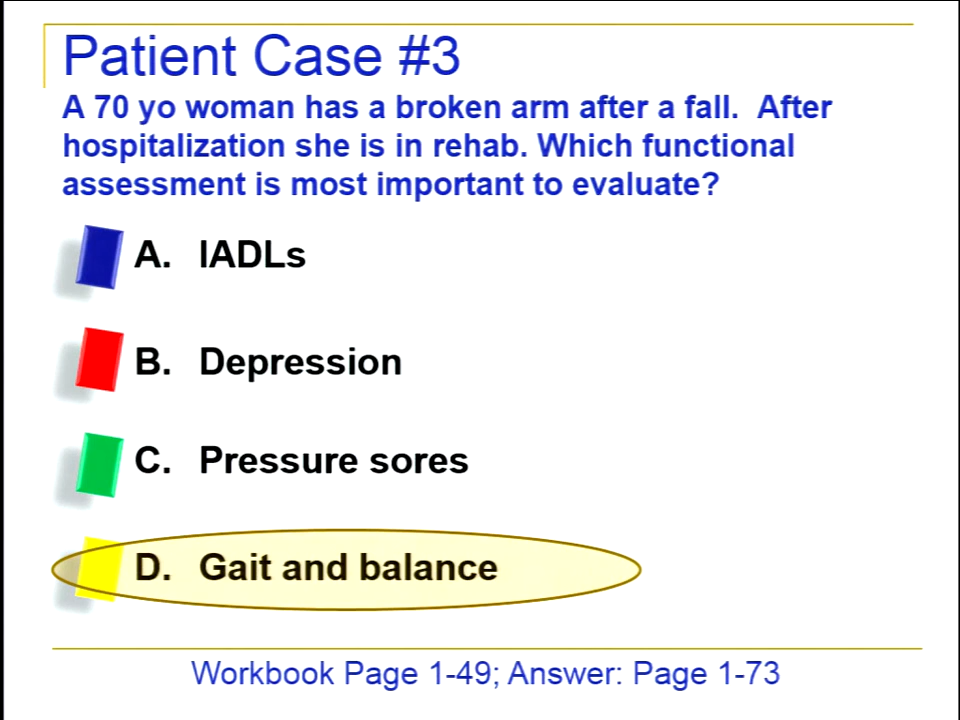 Patient Case #3
A 70 yo woman has a broken arm after a fall. After
hospitalization she is in rehab. Which functional
assessment is most important to evaluate?
A. IADLs
B. Depression
C. Pressure sores
D. Gait and balance
Workbook Page 1-49; Answer: Page 1-73